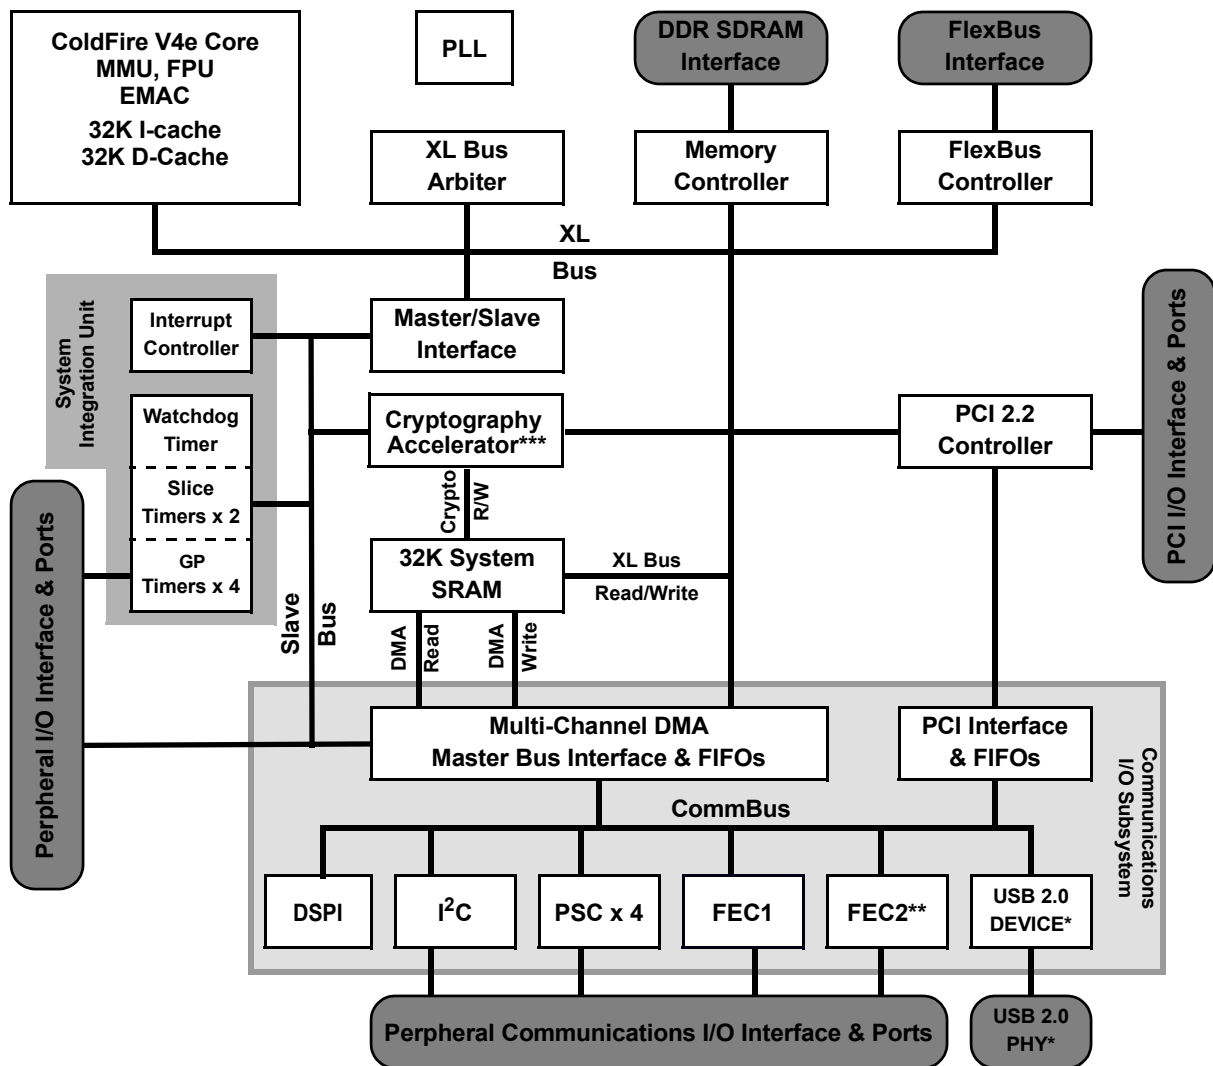 ColdFire V4e Core
MMU, FPU
EMAC
32K I-cache
32K D-Cache
PLL
DDR SDRAM
Interface
FlexBus
Interface
XL Bus
Arbiter
Memory
Controller
FlexBus
Controller
XL
Bus
System
Integration Unit
Interrupt
Controller
Master/Slave
Interface
PCI I/O Interface & Ports
Watchdog
Timer
Slice
Timers x 2
GP
Timers x 4
Cryptography
Accelerator***
PCI 2.2
Controller
Crypto
R/W
32K System
SRAM
XL Bus
Read/Write
Perpheral I/O Interface & Ports
Slave
Bus
DMA
Read
DMA
Write
Multi-Channel DMA
Master Bus Interface & FIFOs
PCI Interface
& FIFOs
Communications
I/O Subsystem
CommBus
DSPI
I2C
PSC x 4
FEC1
FEC2**
USB 2.0
DEVICE*
Perpheral Communications I/O Interface & Ports
USB 2.0
PHY*